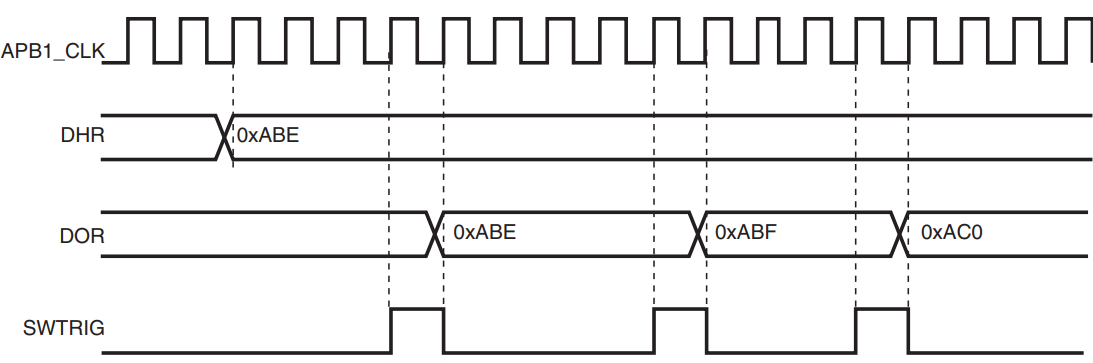 APB1_CLK
DHR
0xABE
DOR
0xABE
0xABF
0xAC0
SWTRIG